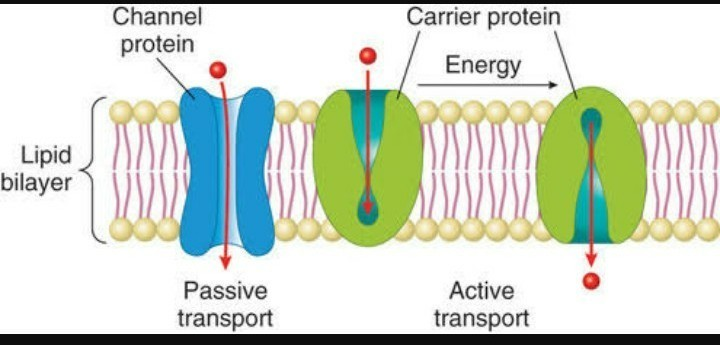 Channel
protein
Carrier protein
Energy
Lipid
bilayer
Passive
transport
Active
transport